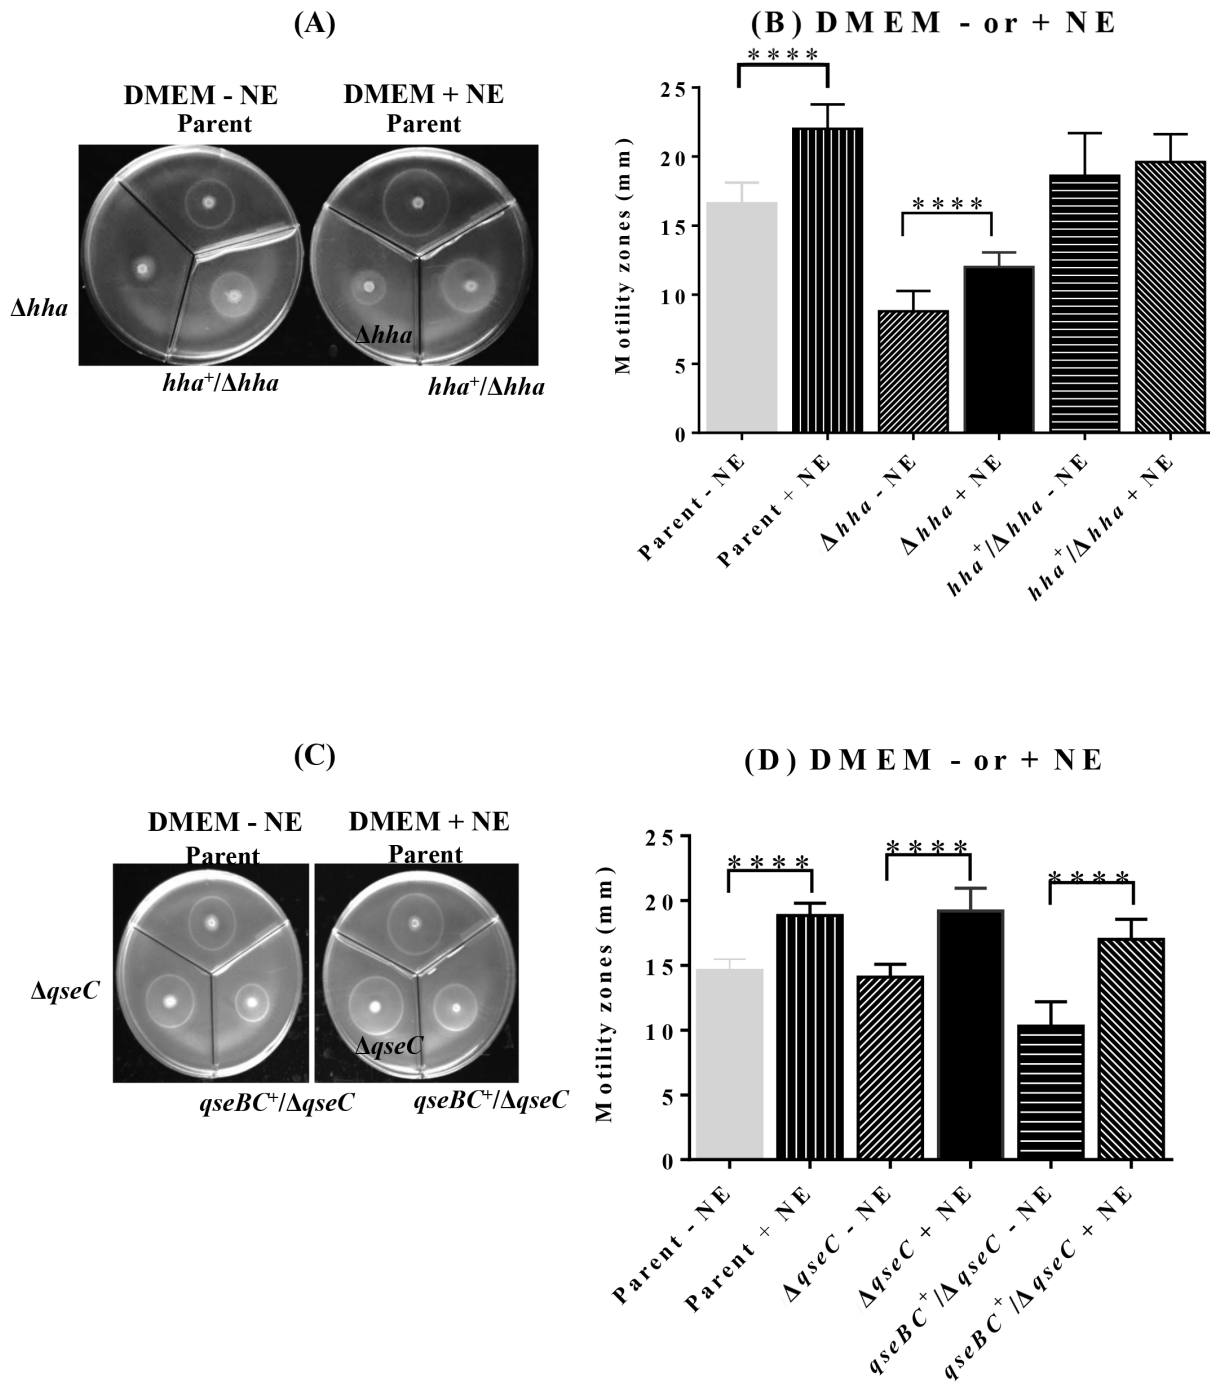 (A)
DMEM - NE
DMEM + NE
Parent
Parent
Δhha
Δhha
hha⁺/Δhha
hha⁺/Δhha
(B) DMEM - or + NE
****
****
Motility zones (mm)
25
20
15
10
5
0
Parent - NE
Parent + NE
Δhha - NE
Δhha + NE
hha⁺/Δhha - NE
hha⁺/Δhha + NE
(C)
DMEM - NE
DMEM + NE
Parent
Parent
ΔqseC
ΔqseC
qseBC⁺/ΔqseC
qseBC⁺/ΔqseC
(D) DMEM - or + NE
****
****
****
Motility zones (mm)
25
20
15
10
5
0
Parent - NE
Parent + NE
ΔqseC - NE
ΔqseC + NE
qseBC⁺/ΔqseC - NE
qseBC⁺/ΔqseC + NE